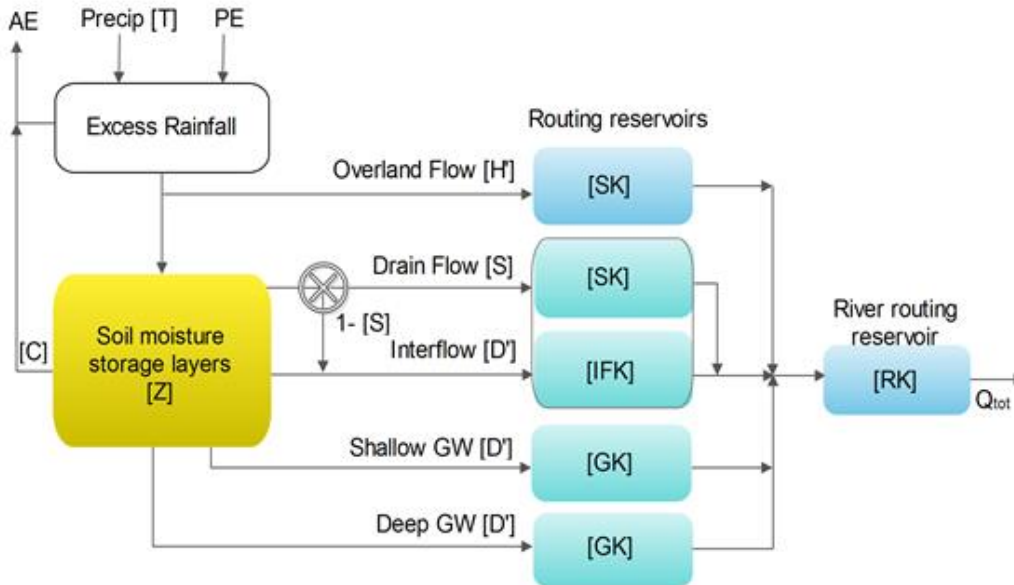 AE
Precip [T]
PE
Excess Rainfall
Routing reservoirs
Overland Flow [H']
[SK]
Drain Flow [S]
[SK]
1- [S]
Soil moisture
storage layers
[Z]
[C]
Interflow [D']
[IFK]
River routing
reservoir
[RK]
Qtot
Shallow GW [D']
[GK]
Deep GW [D']
[GK]